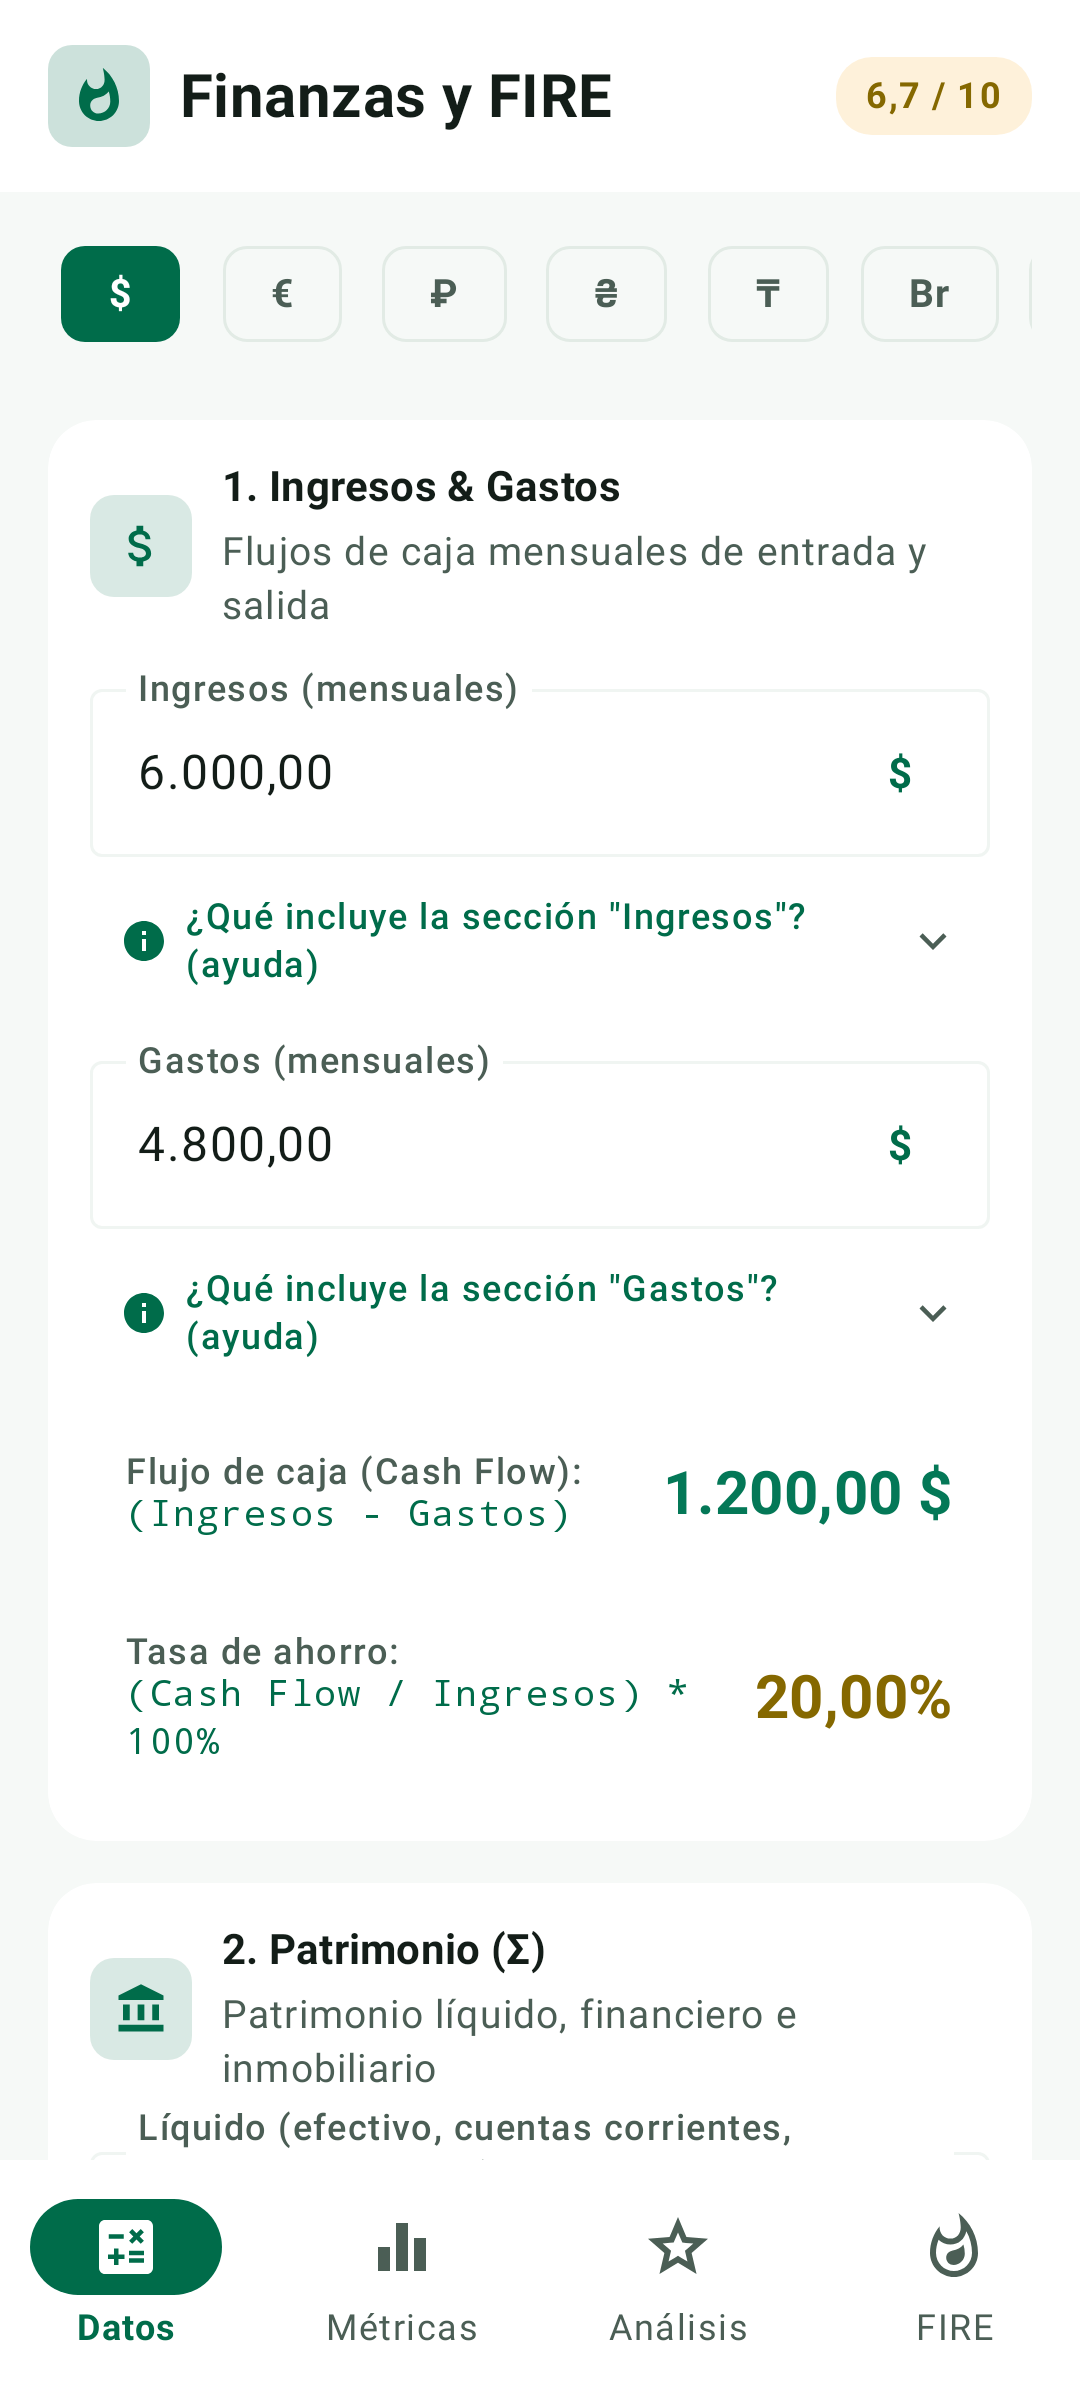 Finanzas y FIRE
6,7 / 10
$
€
₽
₴
₸
Br
1. Ingresos & Gastos
$
Flujos de caja mensuales de entrada y
salida
Ingresos (mensuales)
6.000,00
$
¿Qué incluye la sección "Ingresos"?
(ayuda)
Gastos (mensuales)
4.800,00
$
¿Qué incluye la sección "Gastos"?
(ayuda)
Flujo de caja (Cash Flow):
(Ingresos - Gastos)
1.200,00 $
Tasa de ahorro:
(Cash Flow / Ingresos) *
100%
20,00%
2. Patrimonio (Σ)
Patrimonio líquido, financiero e
inmobiliario
Líquido (efectivo, cuentas corrientes,
Datos
Métricas
Análisis
FIRE